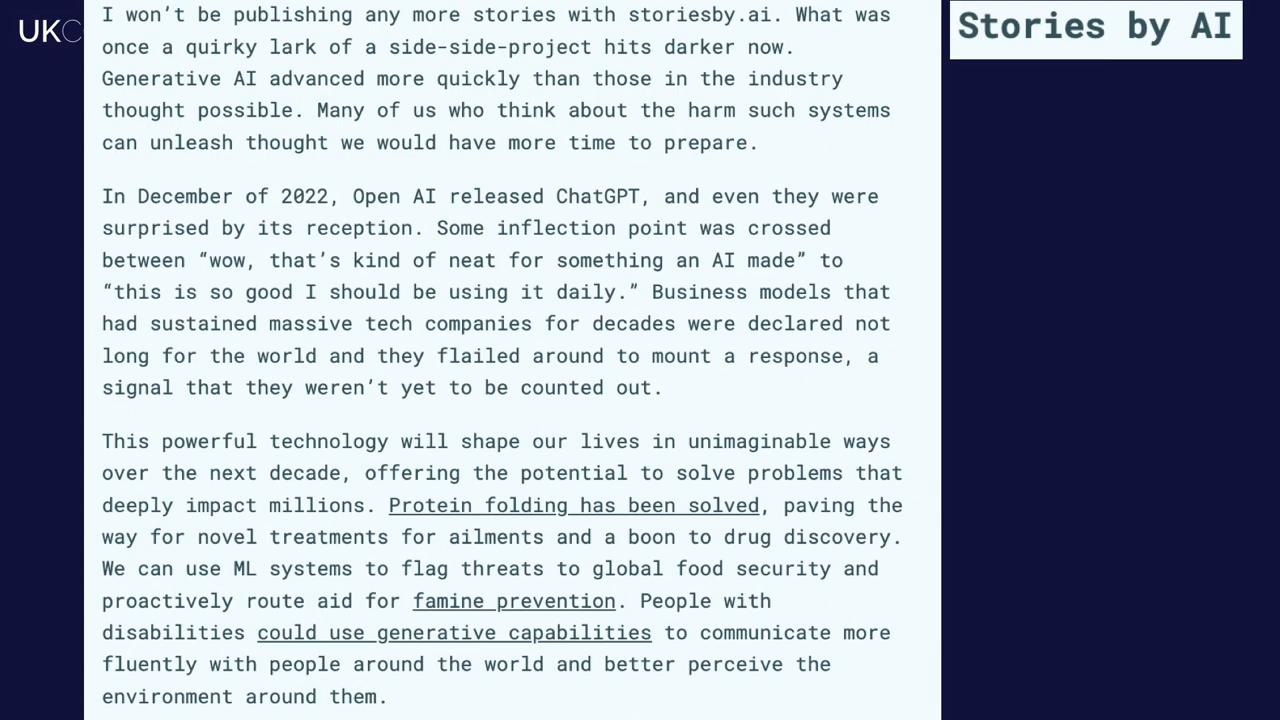 UKC
Stories by AI
I won’t be publishing any more stories with storiesby.ai. What was
once a quirky lark of a side-side-project hits darker now.
Generative AI advanced more quickly than those in the industry
thought possible. Many of us who think about the harm such systems
can unleash thought we would have more time to prepare.
In December of 2022, Open AI released ChatGPT, and even they were
surprised by its reception. Some inflection point was crossed
between “wow, that’s kind of neat for something an AI made” to
“this is so good I should be using it daily.” Business models that
had sustained massive tech companies for decades were declared not
long for the world and they flailed around to mount a response, a
signal that they weren’t yet to be counted out.
This powerful technology will shape our lives in unimaginable ways
over the next decade, offering the potential to solve problems that
deeply impact millions. Protein folding has been solved, paving the
way for novel treatments for ailments and a boon to drug discovery.
We can use ML systems to flag threats to global food security and
proactively route aid for famine prevention. People with
disabilities could use generative capabilities to communicate more
fluently with people around the world and better perceive the
environment around them.